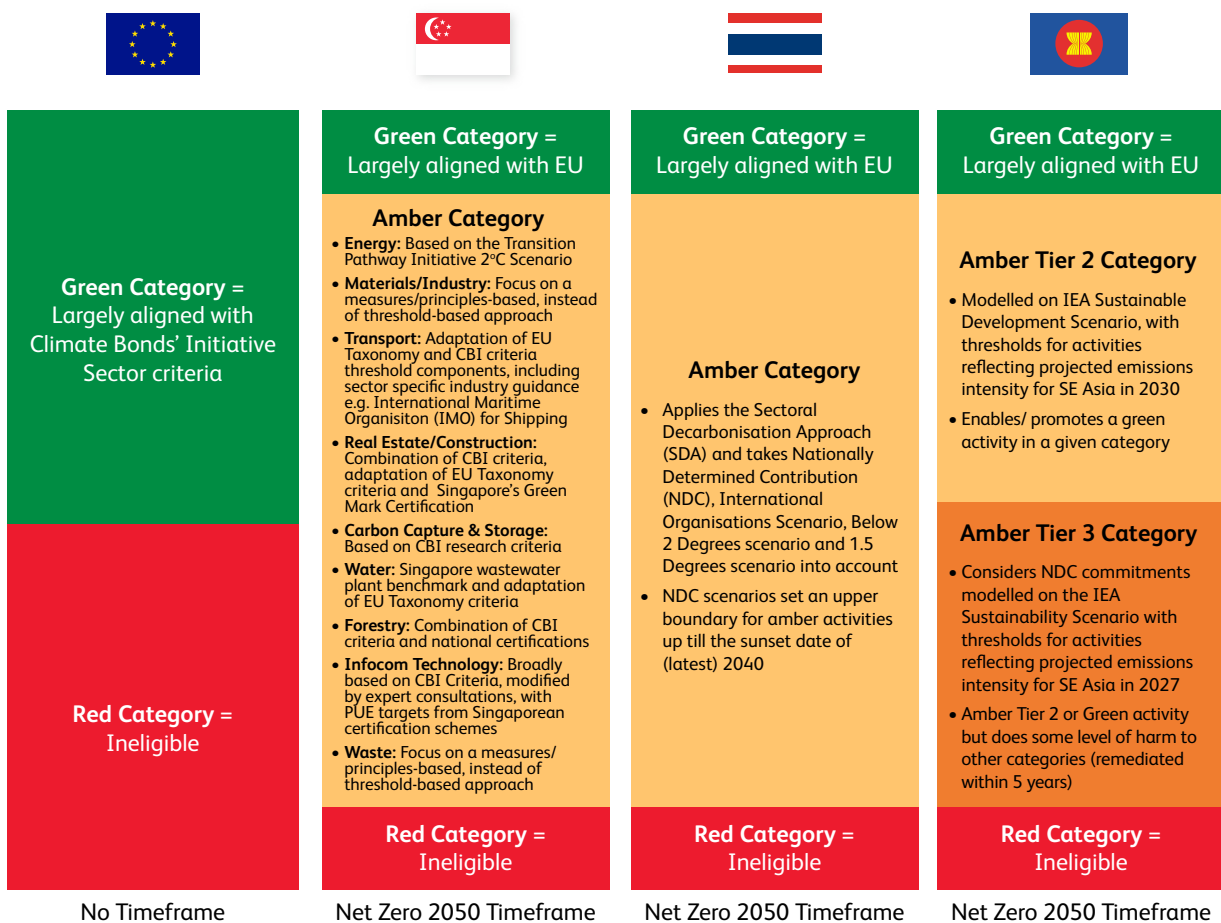 Green Category =
Largely aligned with
Climate Bonds’ Initiative
Sector criteria
Red Category =
Ineligible
No Timeframe
Green Category =
Largely aligned with EU
Amber Category
• Energy: Based on the Transition
Pathway Initiative 2ºC Scenario
• Materials/Industry: Focus on a
measures/principles-based, instead
of threshold-based approach
• Transport: Adaptation of EU
Taxonomy and CBI criteria
threshold components, including
sector specific industry guidance
e.g. International Maritime
Organisiton (IMO) for Shipping
• Real Estate/Construction:
Combination of CBI criteria,
adaptation of EU Taxonomy
criteria and Singapore’s Green
Mark Certification
• Carbon Capture & Storage:
Based on CBI research criteria
• Water: Singapore wastewater
plant benchmark and adaptation
of EU Taxonomy criteria
• Forestry: Combination of CBI
criteria and national certifications
• Infocom Technology: Broadly
based on CBI Criteria, modified
by expert consultations, with
PUE targets from Singaporean
certification schemes
• Waste: Focus on a measures/
principles-based, instead of
threshold-based approach
Red Category =
Ineligible
Net Zero 2050 Timeframe
Green Category =
Largely aligned with EU
Amber Category
• Applies the Sectoral
Decarbonisation Approach
(SDA) and takes Nationally
Determined Contribution
(NDC), International
Organisations Scenario, Below
2 Degrees scenario and 1.5
Degrees scenario into account
• NDC scenarios set an upper
boundary for amber activities
up till the sunset date of
(latest) 2040
Red Category =
Ineligible
Net Zero 2050 Timeframe
Green Category =
Largely aligned with EU
Amber Tier 2 Category
• Modelled on IEA Sustainable
Development Scenario, with
thresholds for activities
reflecting projected emissions
intensity for SE Asia in 2030
• Enables/ promotes a green
activity in a given category
Amber Tier 3 Category
• Considers NDC commitments
modelled on the IEA
Sustainability Scenario with
thresholds for activities
reflecting projected emissions
intensity for SE Asia in 2027
• Amber Tier 2 or Green activity
but does some level of harm to
other categories (remediated
within 5 years)
Red Category =
Ineligible
Net Zero 2050 Timeframe